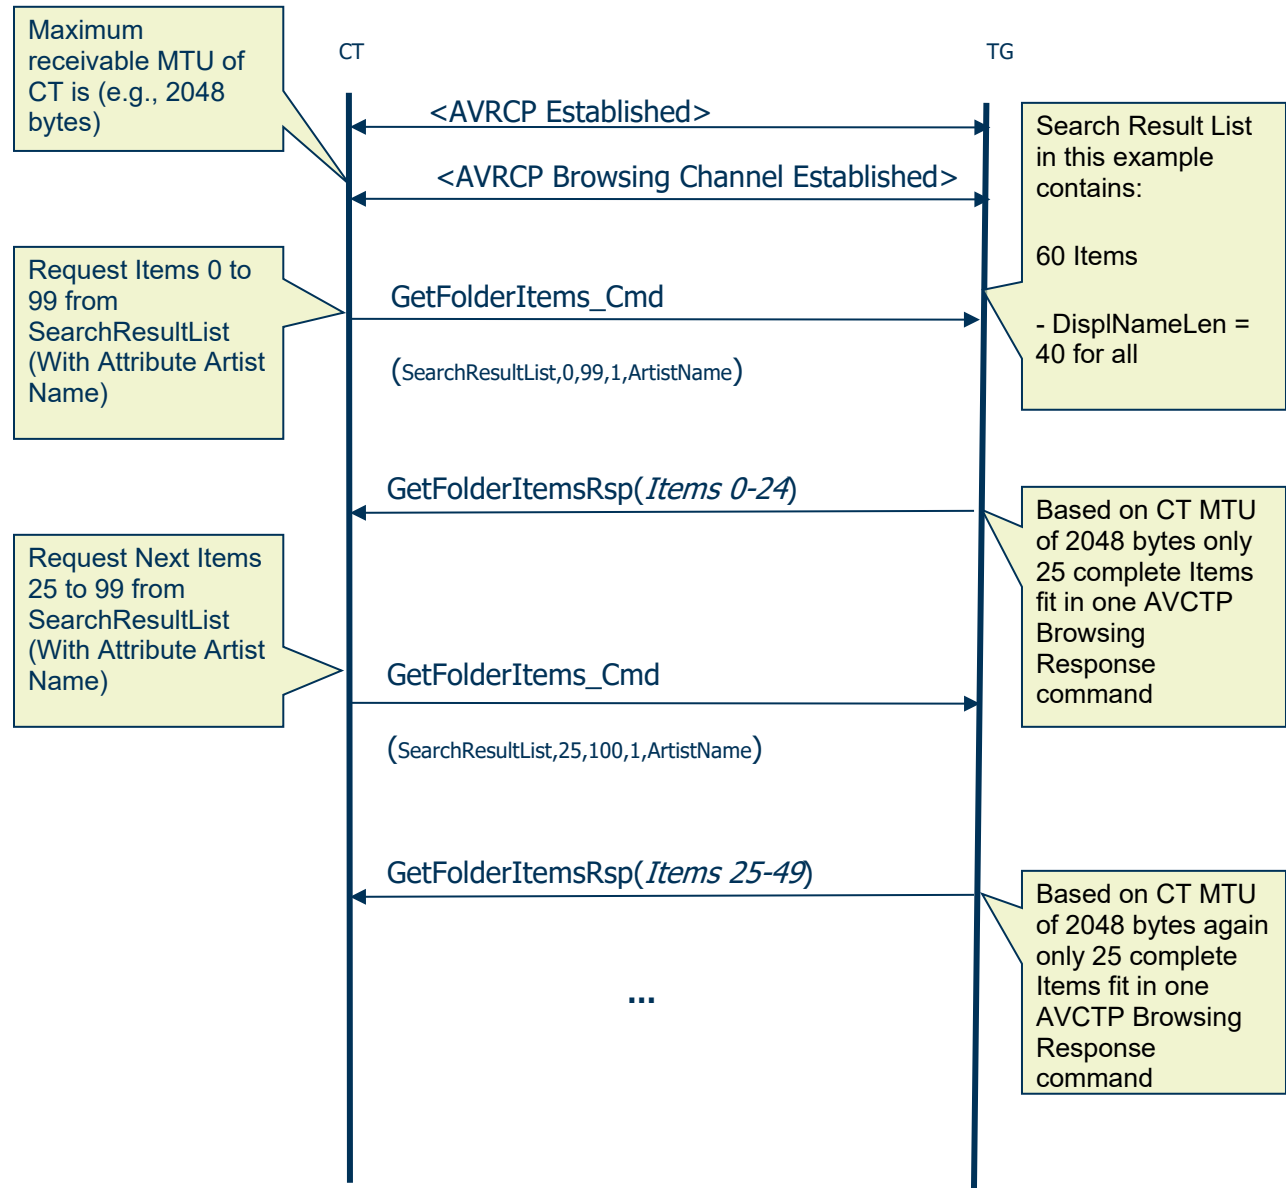 Maximum
receivable MTU of
CT is (e.g., 2048
bytes)
CT
TG
<AVRCP Established>
<AVRCP Browsing Channel Established>
Search Result List
in this example
contains:
60 Items
- DisplNameLen =
40 for all
Request Items 0 to
99 from
SearchResultList
(With Attribute Artist
Name)
GetFolderItems_Cmd
(SearchResultList,0,99,1,ArtistName)
GetFolderItemsRsp(Items 0-24)
Based on CT MTU
of 2048 bytes only
25 complete Items
fit in one AVCTP
Browsing
Response
command
Request Next Items
25 to 99 from
SearchResultList
(With Attribute Artist
Name)
GetFolderItems_Cmd
(SearchResultList,25,100,1,ArtistName)
GetFolderItemsRsp(Items 25-49)
Based on CT MTU
of 2048 bytes again
only 25 complete
Items fit in one
AVCTP Browsing
Response
command
...